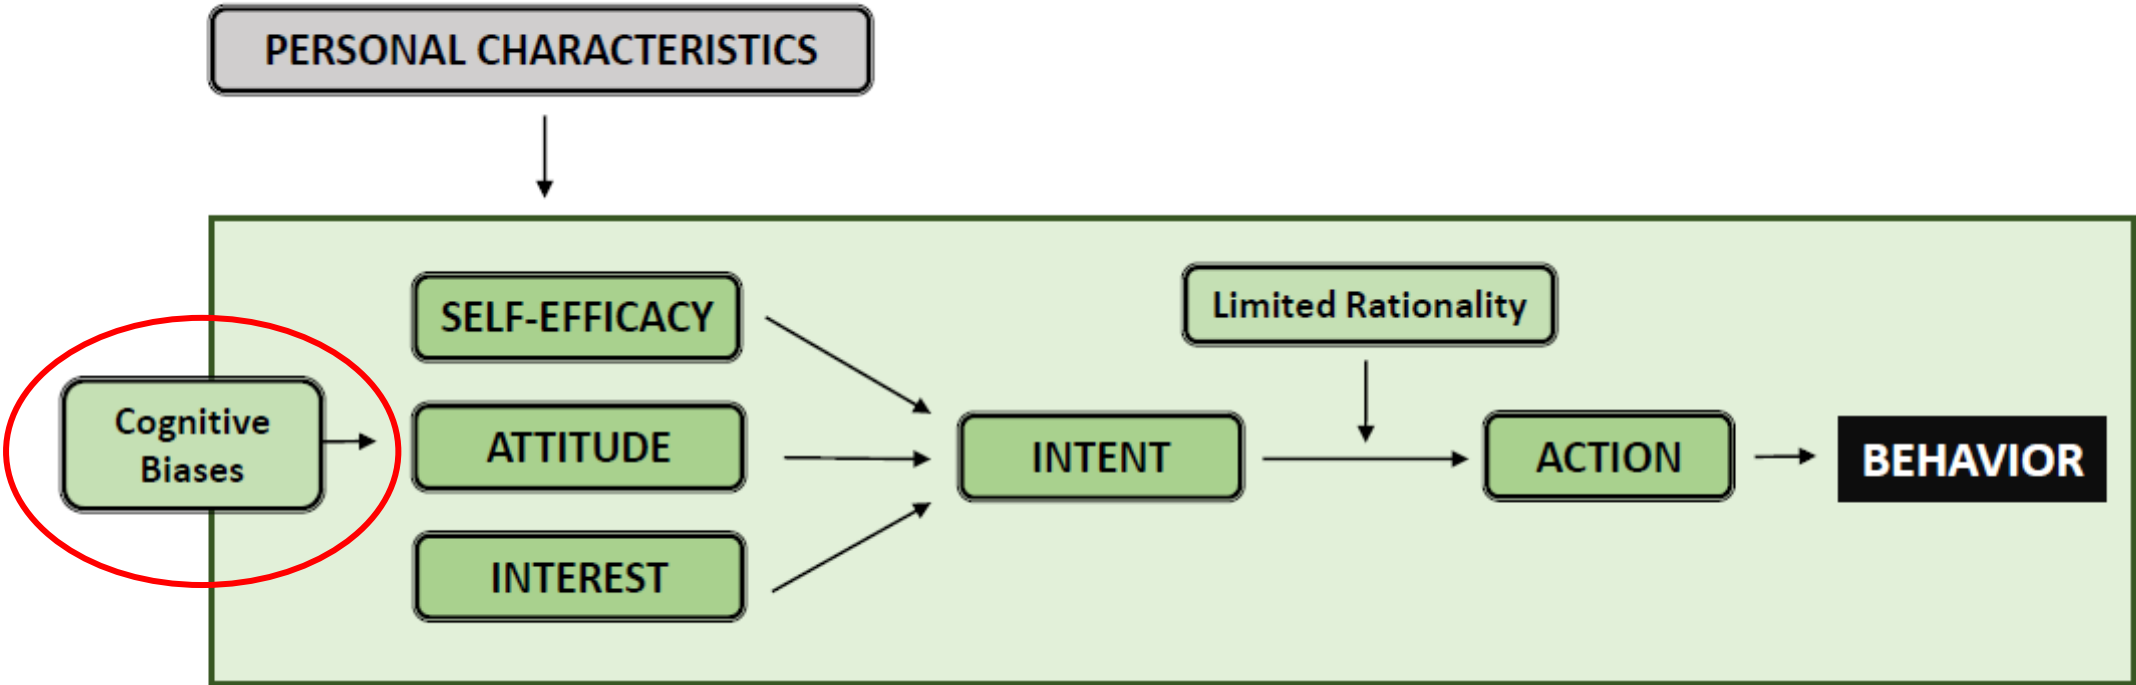 PERSONAL CHARACTERISTICS
SELF-EFFICACY
Limited Rationality
Cognitive
Biases
ATTITUDE
INTENT
ACTION
BEHAVIOR
INTEREST